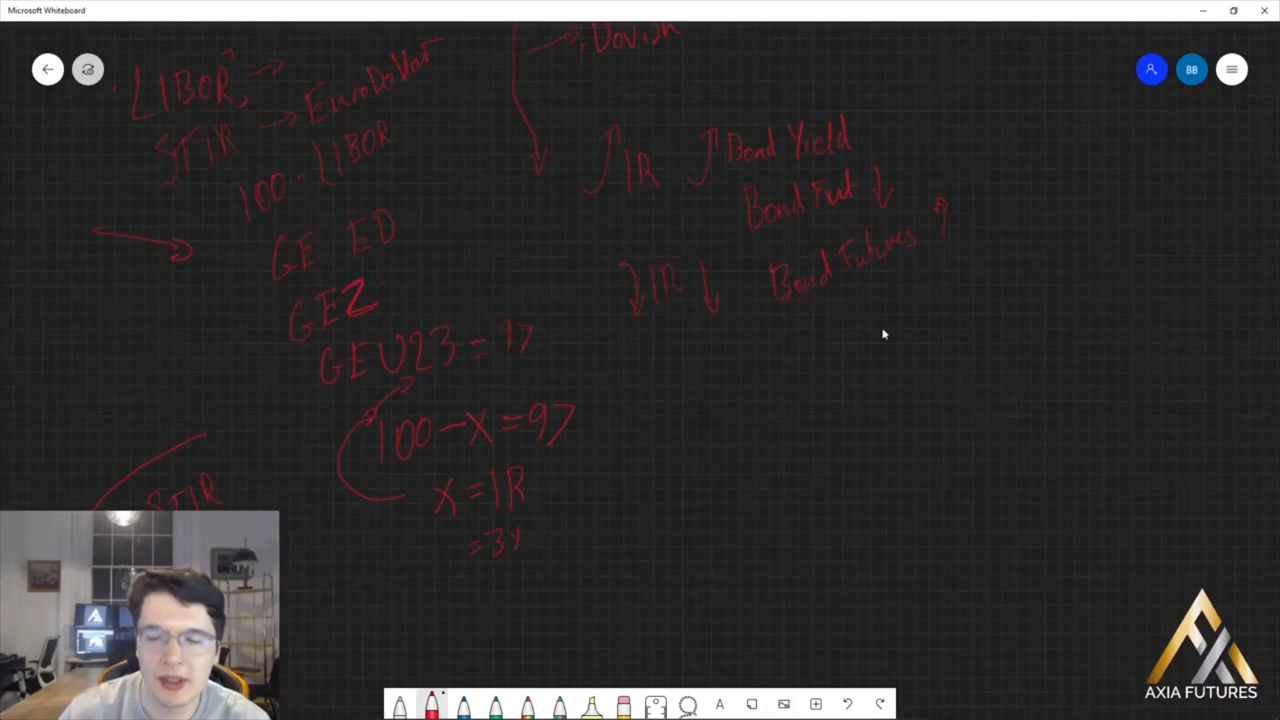 Microsoft Whiteboard
BB
LIBOR →
STIR → EuroDollar
100 - LIBOR
GE ED
GEZ
GEU23 = 97
100 - X = 97
X = IR
= 3%
STIR
→ Dovish
↑ IR ↑ Bond Yield
Bond Fut ↓
↓ IR ↓ Bond Futures ↑
A
AXIA FUTURES